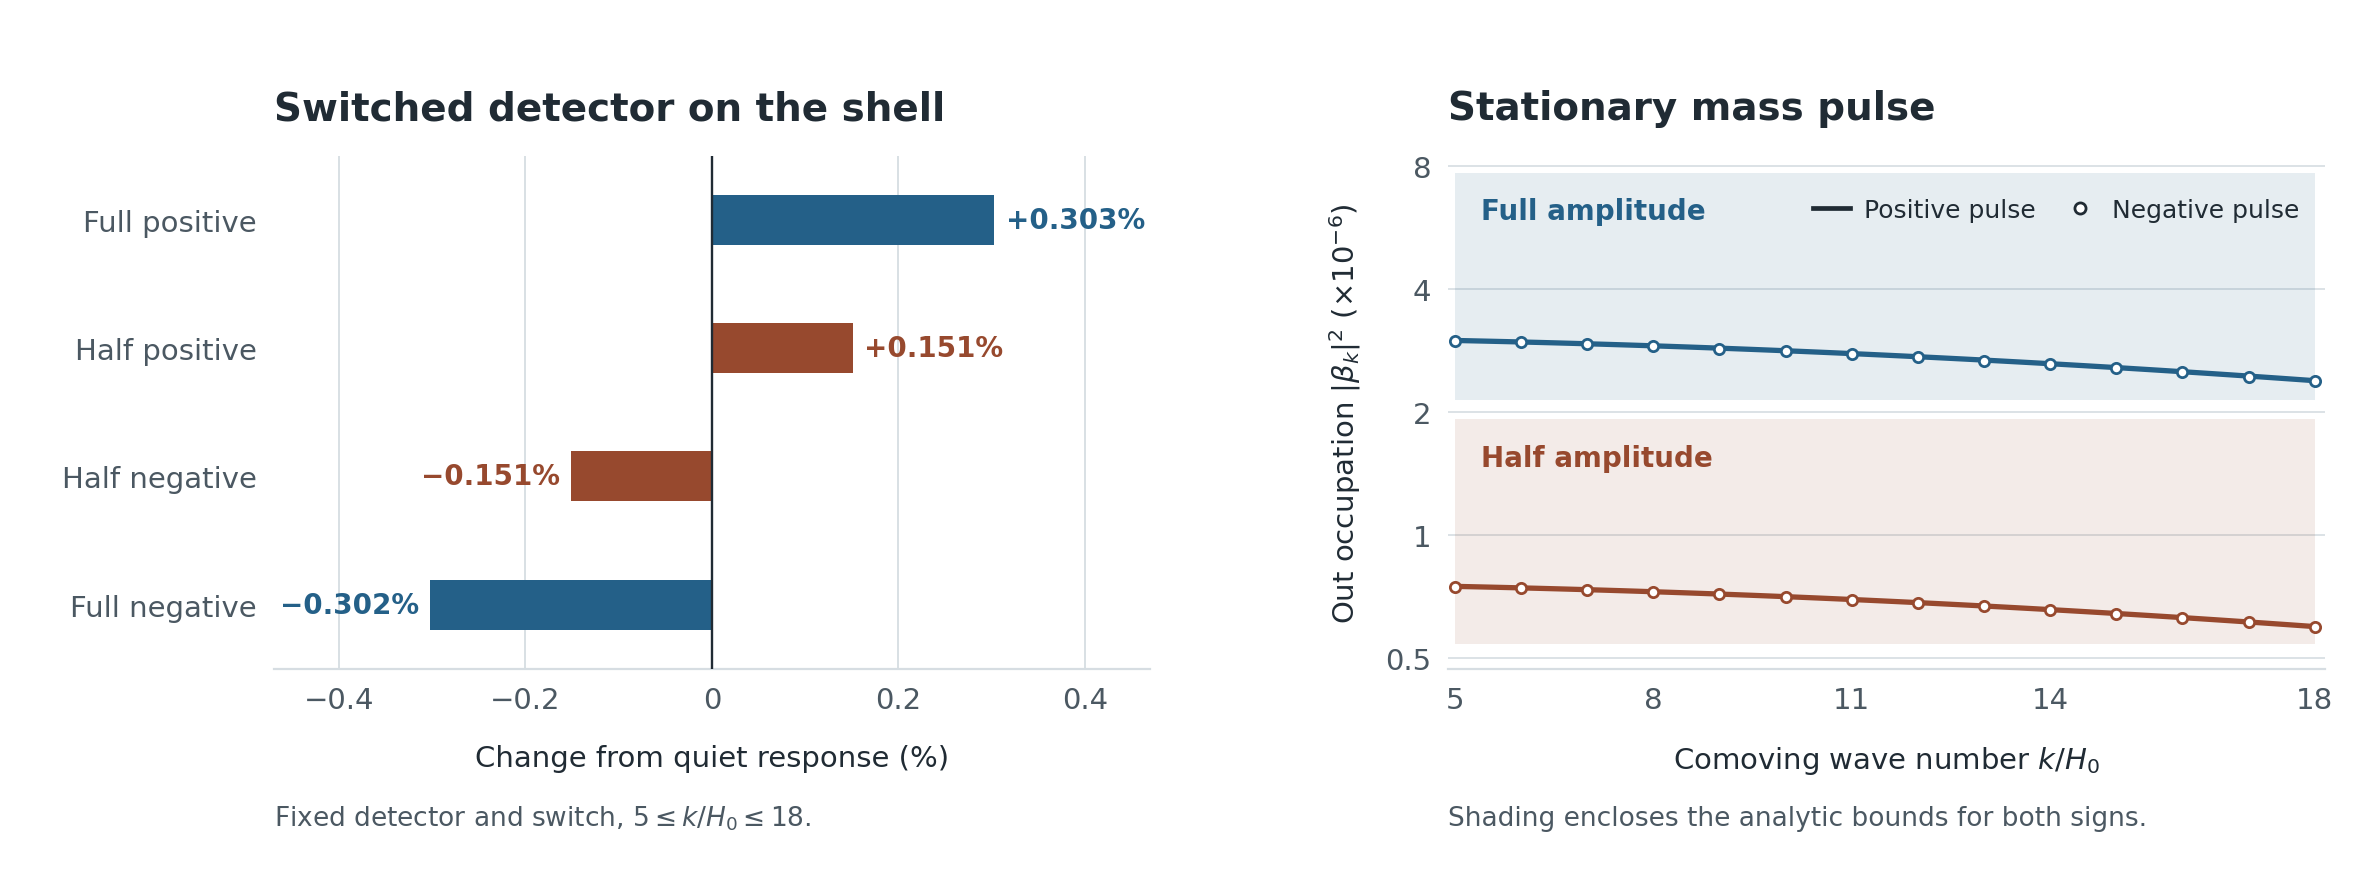 Switched detector on the shell
Full positive
+0.303%
Half positive
+0.151%
Half negative
−0.151%
Full negative
−0.302%
−0.4
−0.2
0
0.2
0.4
Change from quiet response (%)
Fixed detector and switch, 5 ≤ k/H₀ ≤ 18.
Stationary mass pulse
Out occupation |βₖ|² (×10⁻⁶)
8
4
2
1
0.5
Full amplitude
Positive pulse
Negative pulse
Half amplitude
5
8
11
14
18
Comoving wave number k/H₀
Shading encloses the analytic bounds for both signs.